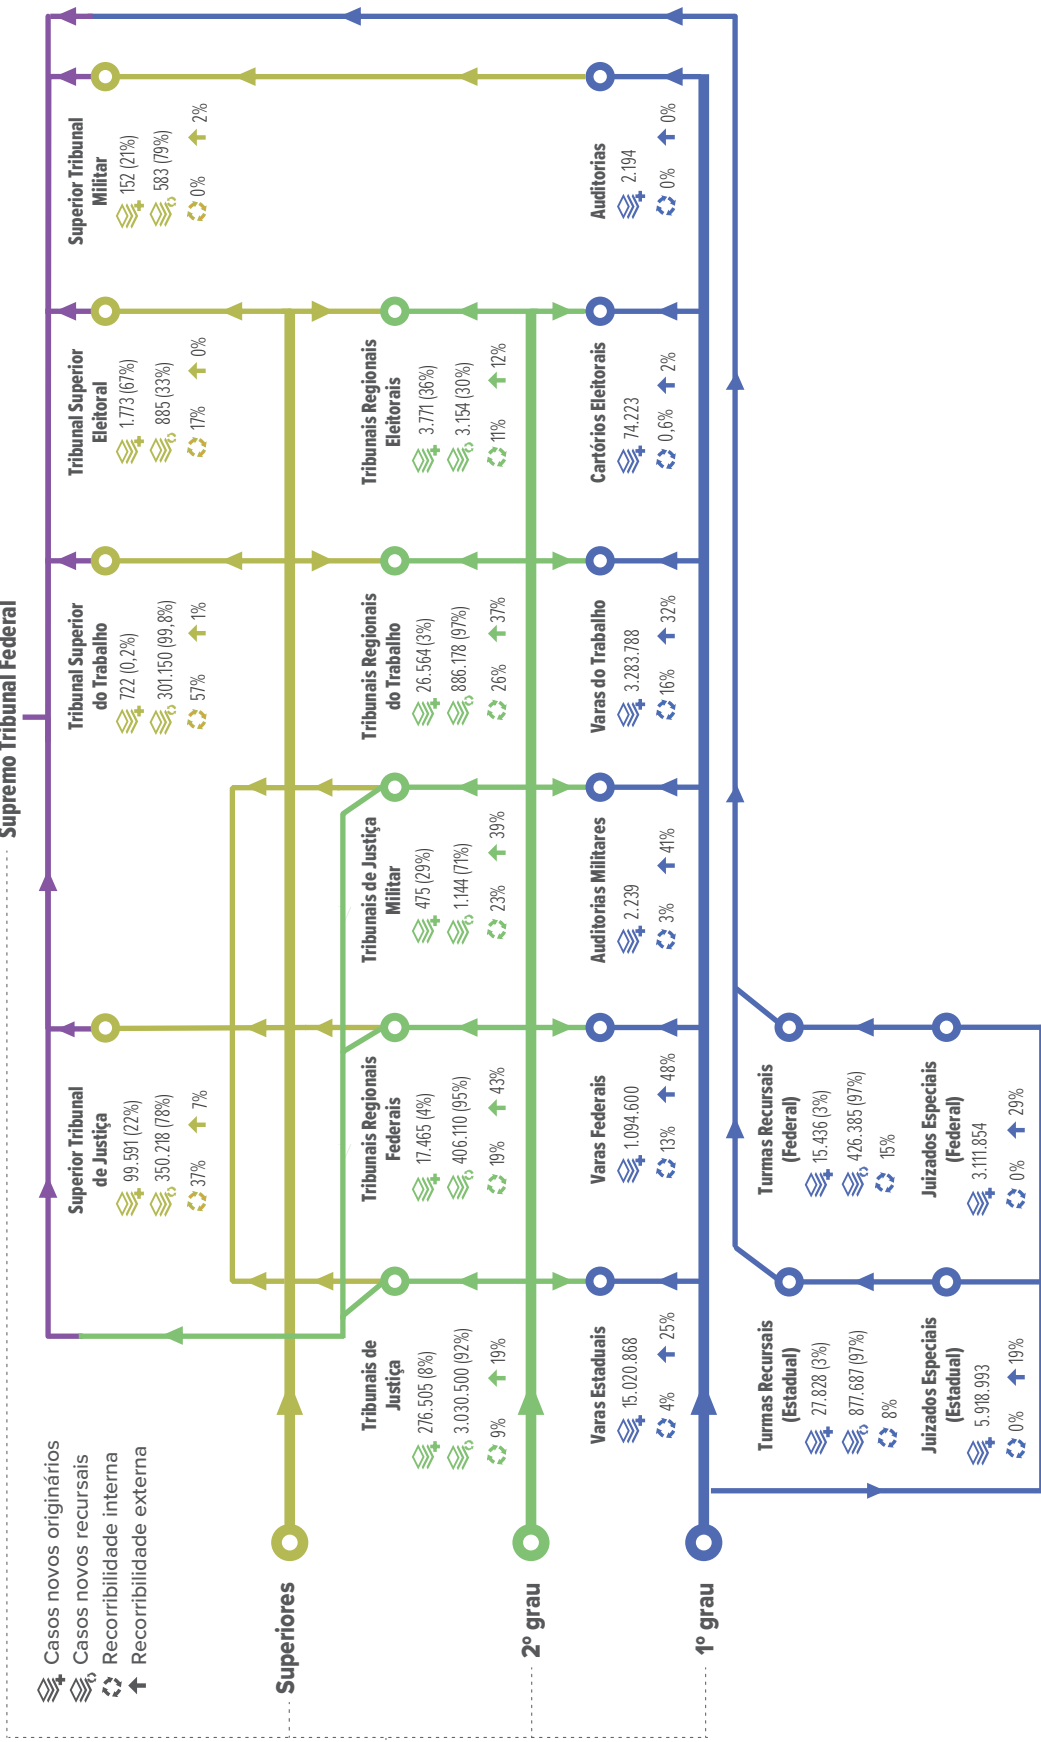 Supremo Tribunal Federal
Casos novos originários
Casos novos recursais
Recorribilidade interna
Recorribilidade externa
Superiores
Superior Tribunal
de Justiça
99.591 (22%)
350.218 (78%)
37% 7%
Tribunal Superior
do Trabalho
722 (0,2%)
301.150 (99,8%)
57% 1%
Tribunal Superior
Eleitoral
1.773 (67%)
885 (33%)
17% 0%
Superior Tribunal
Militar
152 (21%)
583 (79%)
0% 2%
2º grau
Tribunais de
Justiça
276.505 (8%)
3.030.500 (92%)
9% 19%
Tribunais Regionais
Federais
17.465 (4%)
406.110 (95%)
19% 43%
Tribunais de Justiça
Militar
475 (29%)
1.144 (71%)
23% 39%
Tribunais Regionais
do Trabalho
26.564 (3%)
886.178 (97%)
26% 37%
Tribunais Regionais
Eleitorais
3.771 (36%)
3.154 (30%)
11% 12%
1º grau
Varas Estaduais
15.020.868
4% 25%
Varas Federais
1.094.600
13% 48%
Auditorias Militares
2.239
3% 41%
Varas do Trabalho
3.283.788
16% 32%
Cartórios Eleitorais
74.223
0,6% 2%
Auditorias
2.194
0% 0%
Turmas Recursais
(Estadual)
27.828 (3%)
877.687 (97%)
8%
Turmas Recursais
(Federal)
15.436 (3%)
426.385 (97%)
15%
Juizados Especiais
(Estadual)
5.918.993
0% 19%
Juizados Especiais
(Federal)
3.111.854
0% 29%